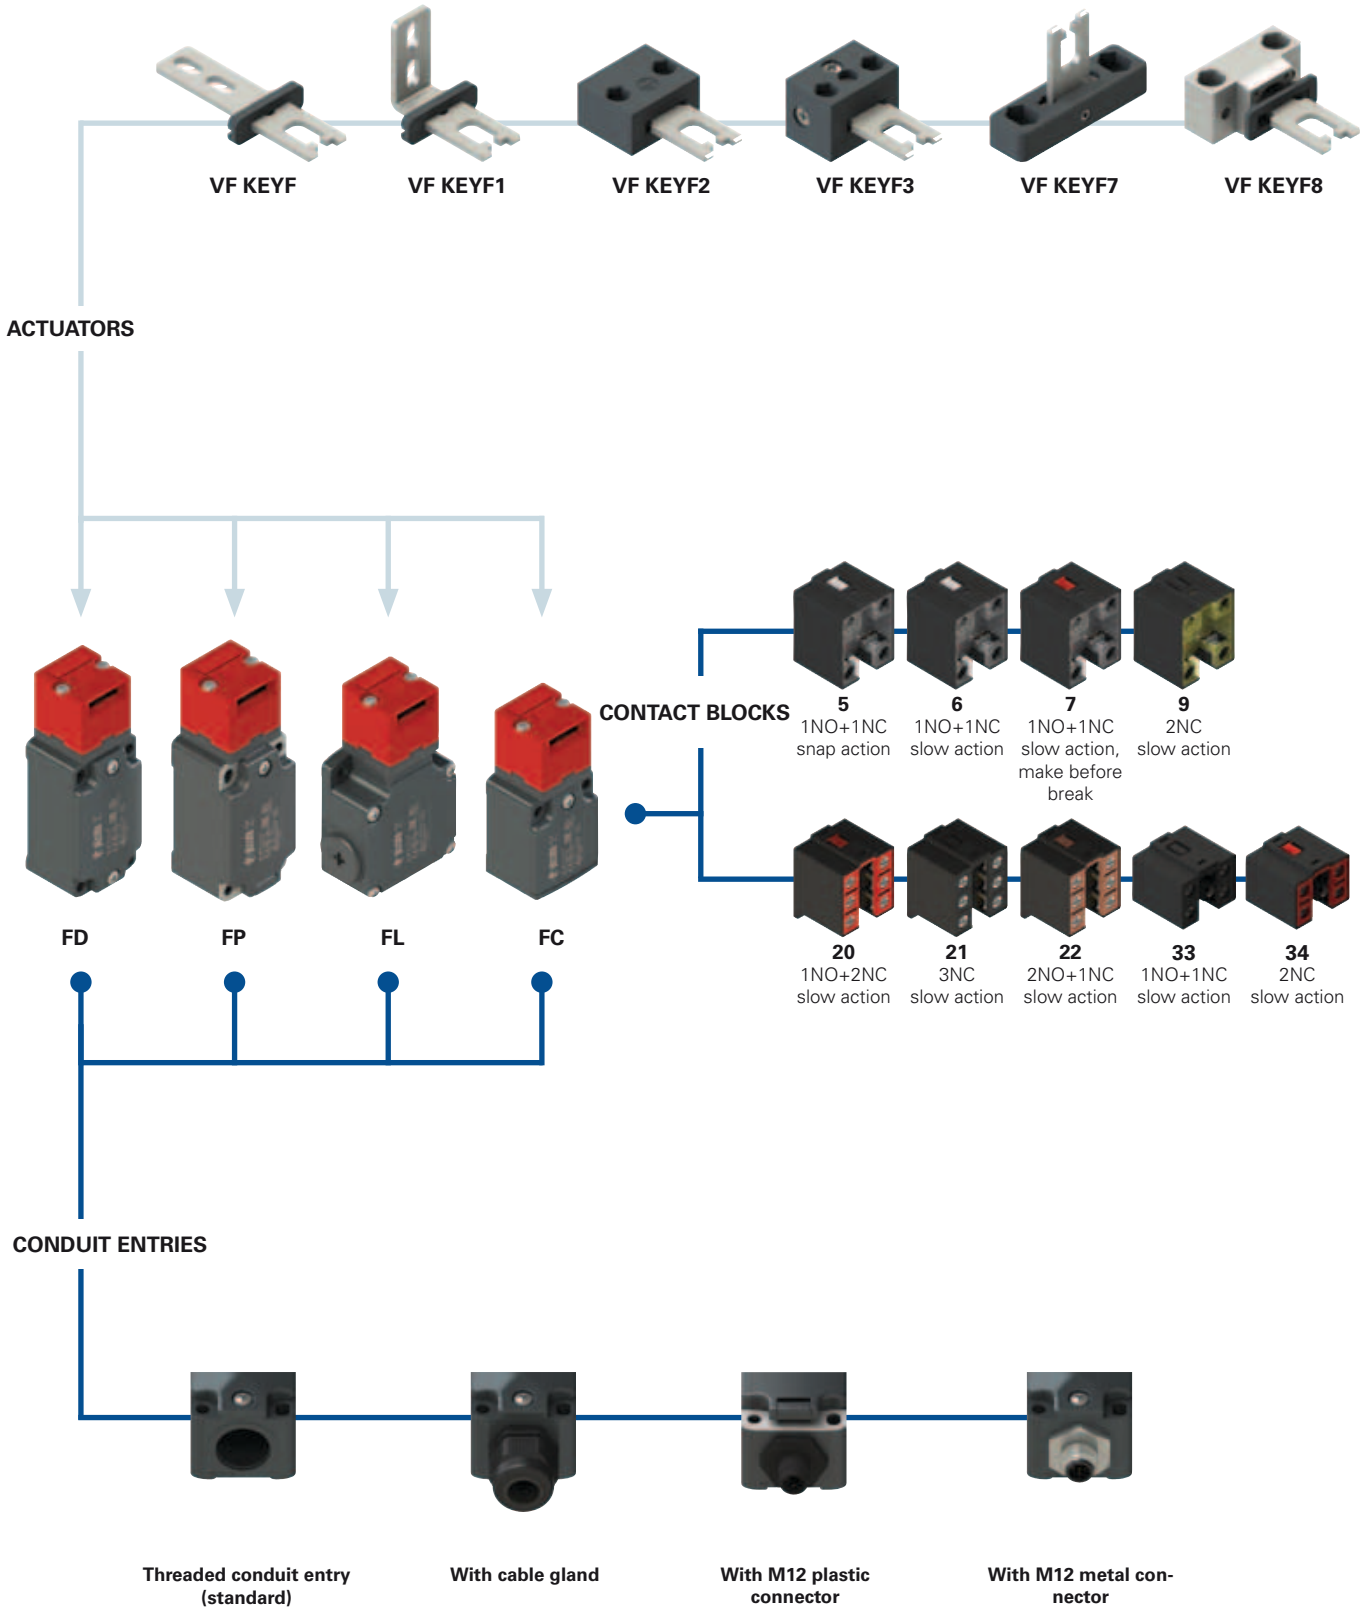 VF KEYF
VF KEYF1
VF KEYF2
VF KEYF3
VF KEYF7
VF KEYF8
ACTUATORS
CONTACT BLOCKS
5
1NO+1NC
snap action
6
1NO+1NC
slow action
7
1NO+1NC
slow action,
make before
break
9
2NC
slow action
20
1NO+2NC
slow action
21
3NC
slow action
22
2NO+1NC
slow action
33
1NO+1NC
slow action
34
2NC
slow action
FD
FP
FL
FC
CONDUIT ENTRIES
Threaded conduit entry
(standard)
With cable gland
With M12 plastic
connector
With M12 metal con-
nector